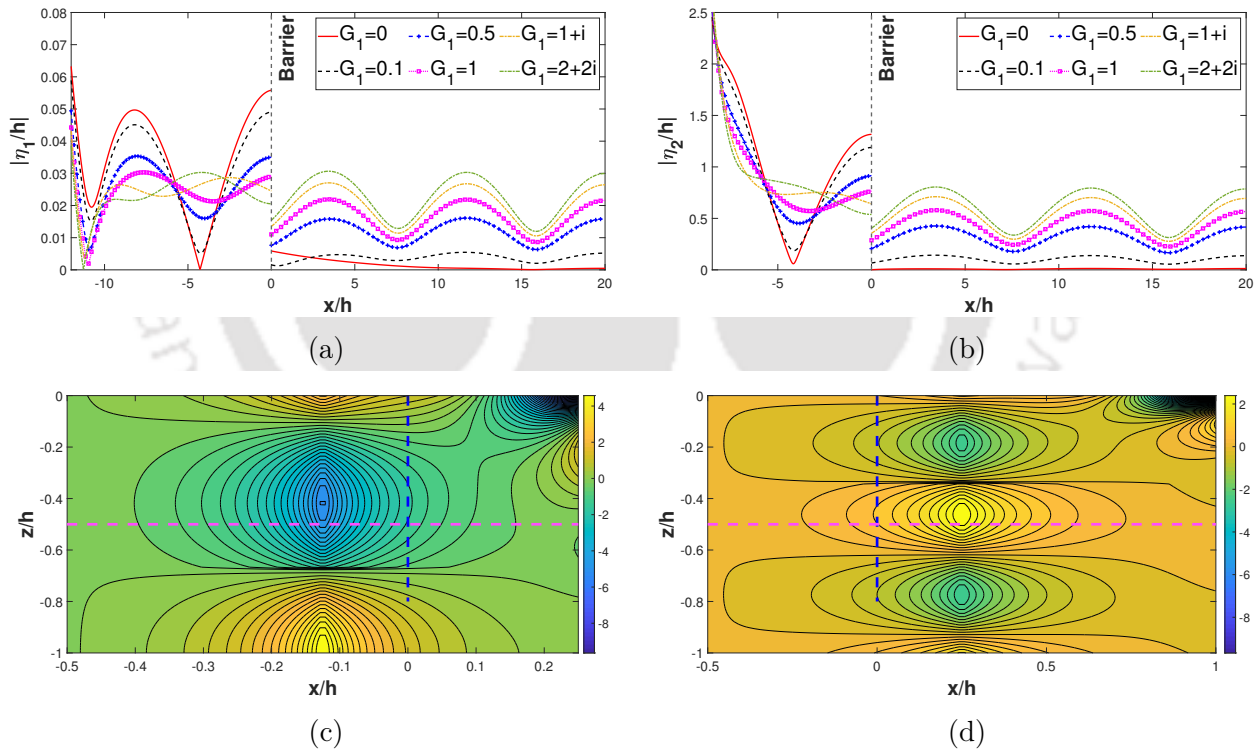 |η1/h|
0.08
0.07
0.06
0.05
0.04
0.03
0.02
0.01
0
Barrier
G1=0 G1=0.5 G1=1+i
G1=0.1 G1=1 G1=2+2i
-10 -5 0 5 10 15 20
x/h
(a)
|η2/h|
2.5
2
1.5
1
0.5
0
Barrier
G1=0 G1=0.5 G1=1+i
G1=0.1 G1=1 G1=2+2i
-5 0 5 10 15 20
x/h
(b)
z/h
0
-0.2
-0.4
-0.6
-0.8
-1
-0.5 -0.4 -0.3 -0.2 -0.1 0 0.1 0.2
x/h
4
2
0
-2
-4
-6
-8
(c)
z/h
0
-0.2
-0.4
-0.6
-0.8
-1
-0.5 0 0.5 1
x/h
2
0
-2
-4
-6
-8
(d)